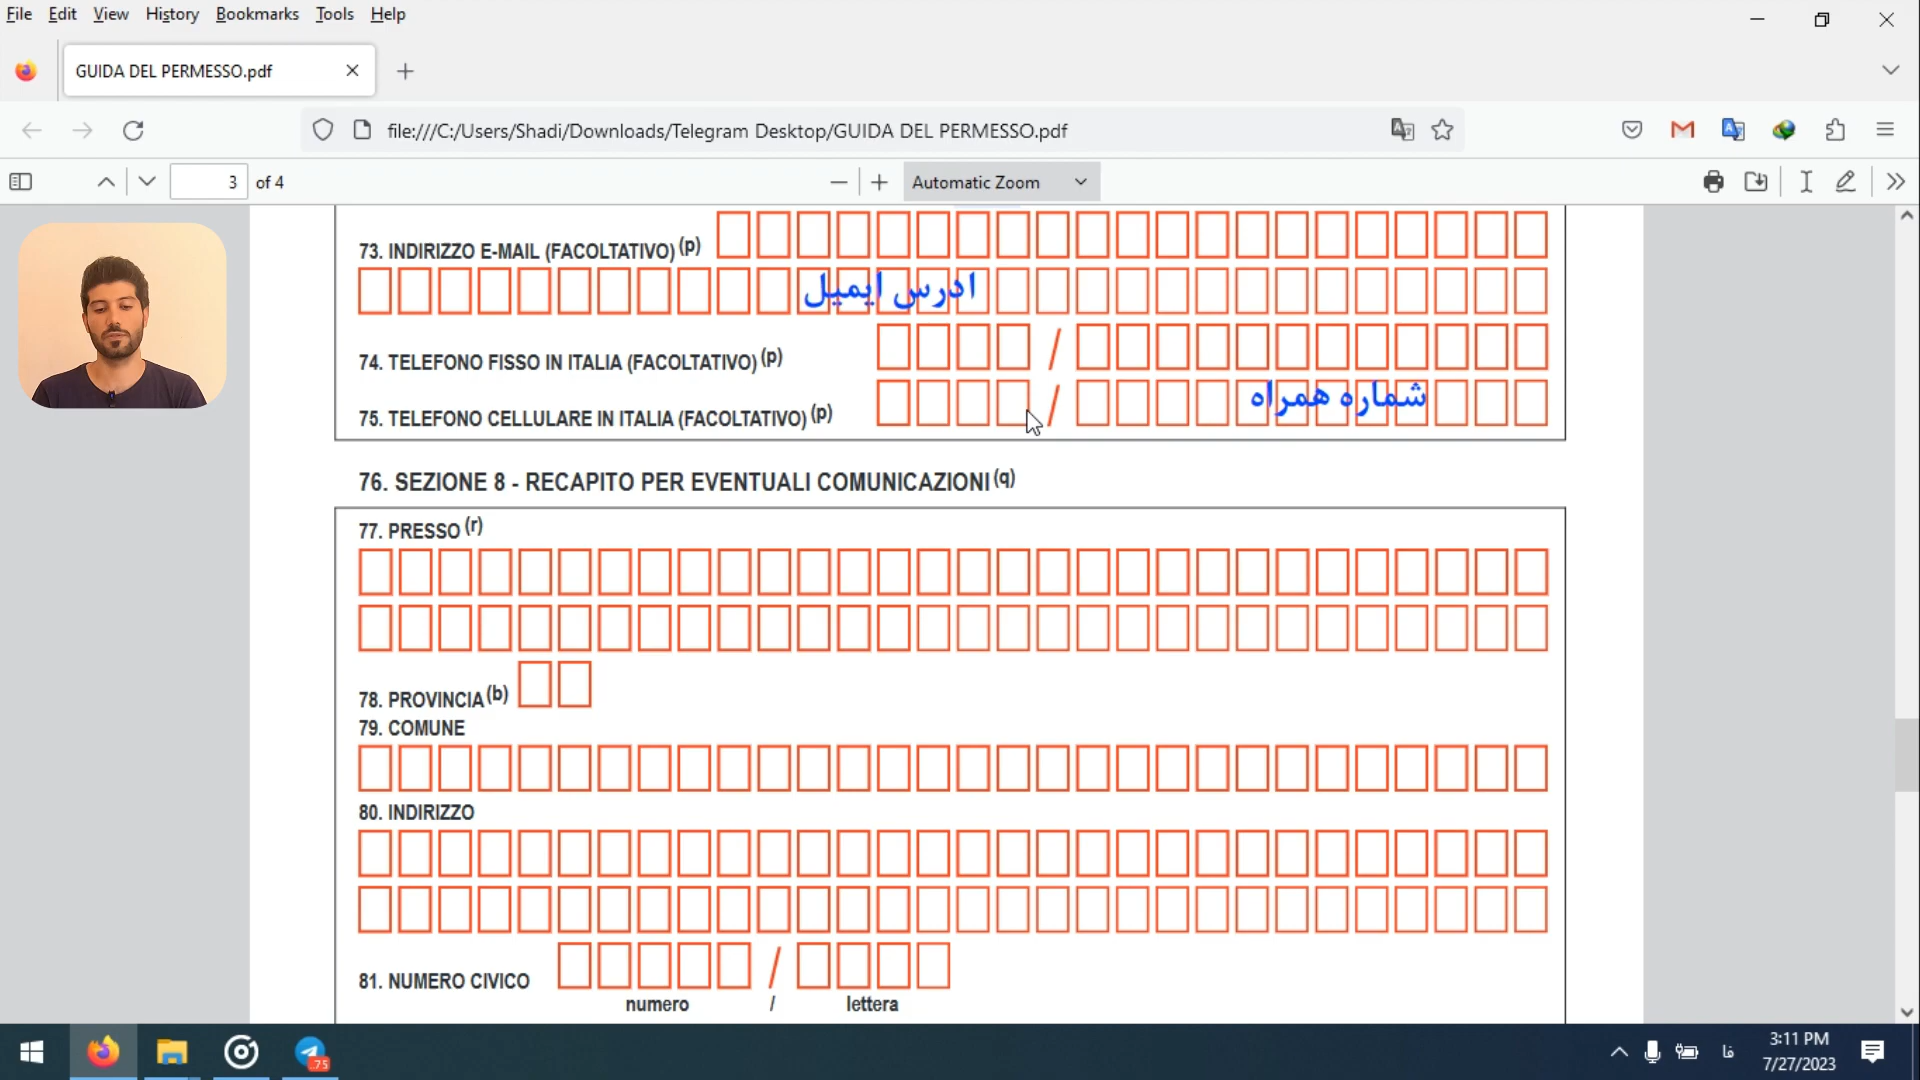 File Edit View History Bookmarks Tools Help
GUIDA DEL PERMESSO.pdf
file:///C:/Users/Shadi/Downloads/Telegram Desktop/GUIDA DEL PERMESSO.pdf
3 of 4 Automatic Zoom
73. INDIRIZZO E-MAIL (FACOLTATIVO) (p)
ادرس ایمیل
74. TELEFONO FISSO IN ITALIA (FACOLTATIVO) (p) /
75. TELEFONO CELLULARE IN ITALIA (FACOLTATIVO) (p) / شماره همراه
76. SEZIONE 8 - RECAPITO PER EVENTUALI COMUNICAZIONI (q)
77. PRESSO (r)
78. PROVINCIA (b)
79. COMUNE
80. INDIRIZZO
81. NUMERO CIVICO /
numero / lettera
75
فا
3:11 PM
7/27/2023